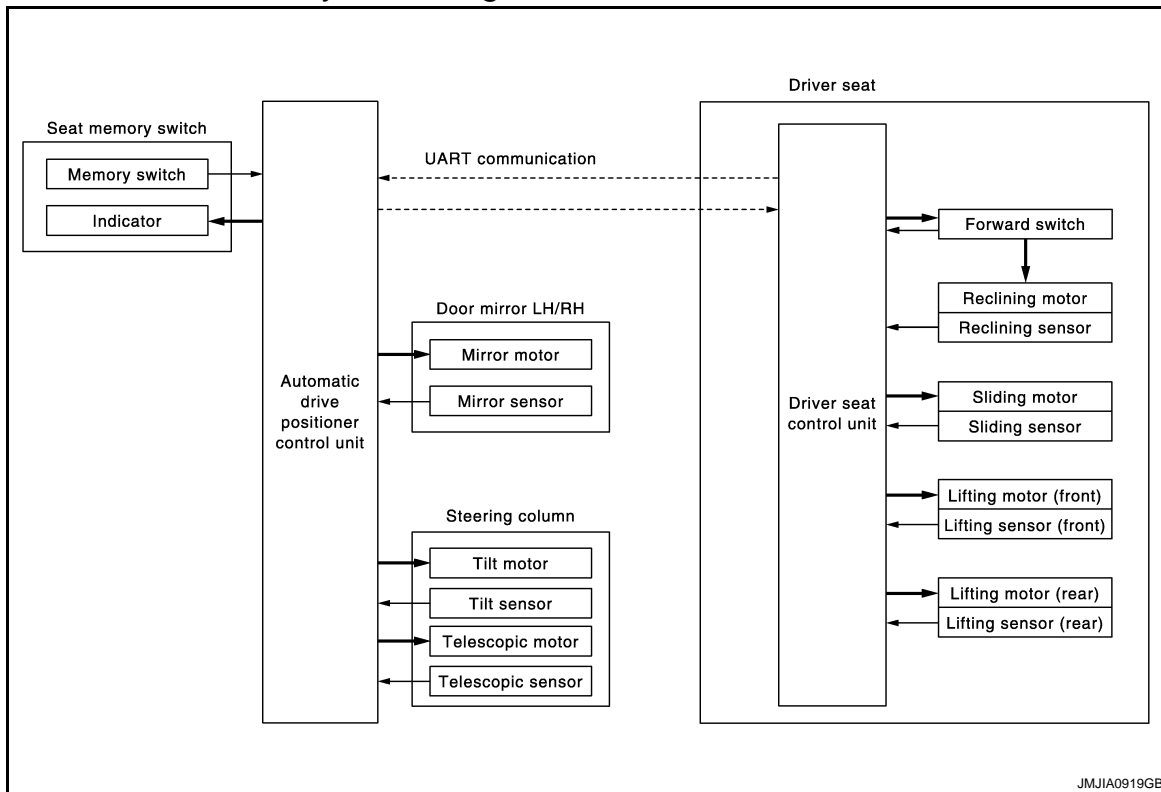 Seat memory switch
Memory switch
Indicator
Automatic
drive
positioner
control unit
UART communication
Door mirror LH/RH
Mirror motor
Mirror sensor
Steering column
Tilt motor
Tilt sensor
Telescopic motor
Telescopic sensor
Driver seat
Driver seat
control unit
Forward switch
Reclining motor
Reclining sensor
Sliding motor
Sliding sensor
Lifting motor (front)
Lifting sensor (front)
Lifting motor (rear)
Lifting sensor (rear)
JMJIA0919GB